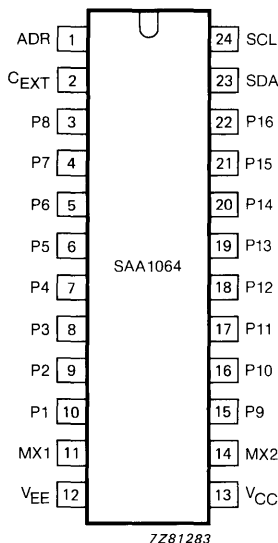 ADR 1 24 SCL
CEXT 2 23 SDA
P8 3 22 P16
P7 4 21 P15
P6 5 20 P14
P5 6 19 P13
SAA1064
P4 7 18 P12
P3 8 17 P11
P2 9 16 P10
P1 10 15 P9
MX1 11 14 MX2
VEE 12 13 VCC
7Z81283